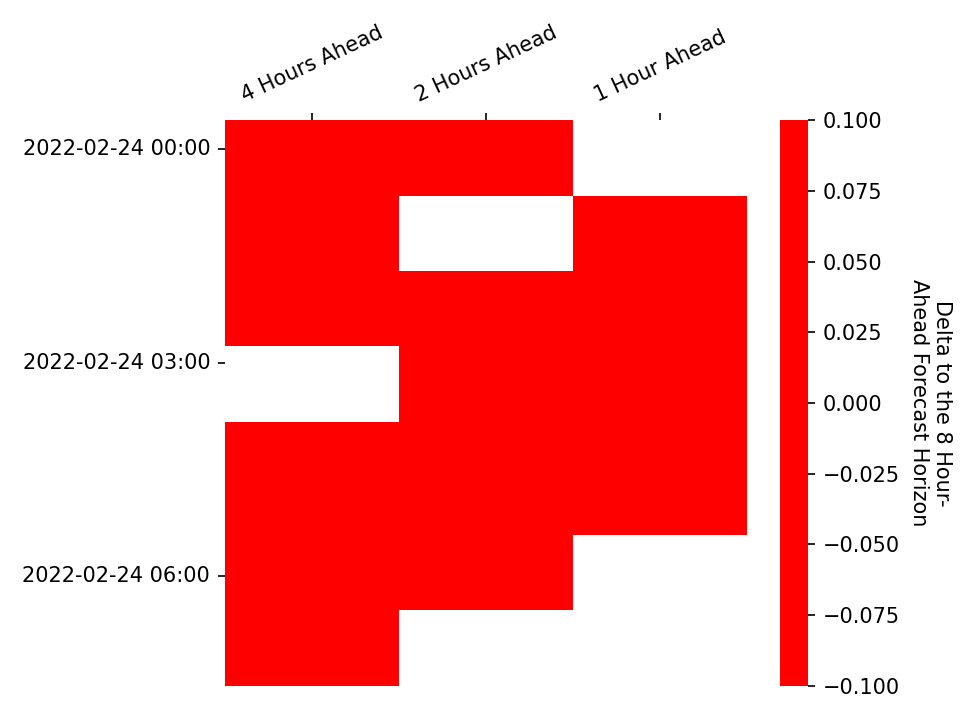 4 Hours Ahead
2 Hours Ahead
1 Hour Ahead
2022-02-24 00:00
2022-02-24 03:00
2022-02-24 06:00
0.100
0.075
0.050
0.025
0.000
−0.025
−0.050
−0.075
−0.100
Delta to the 8 Hour-
Ahead Forecast Horizon